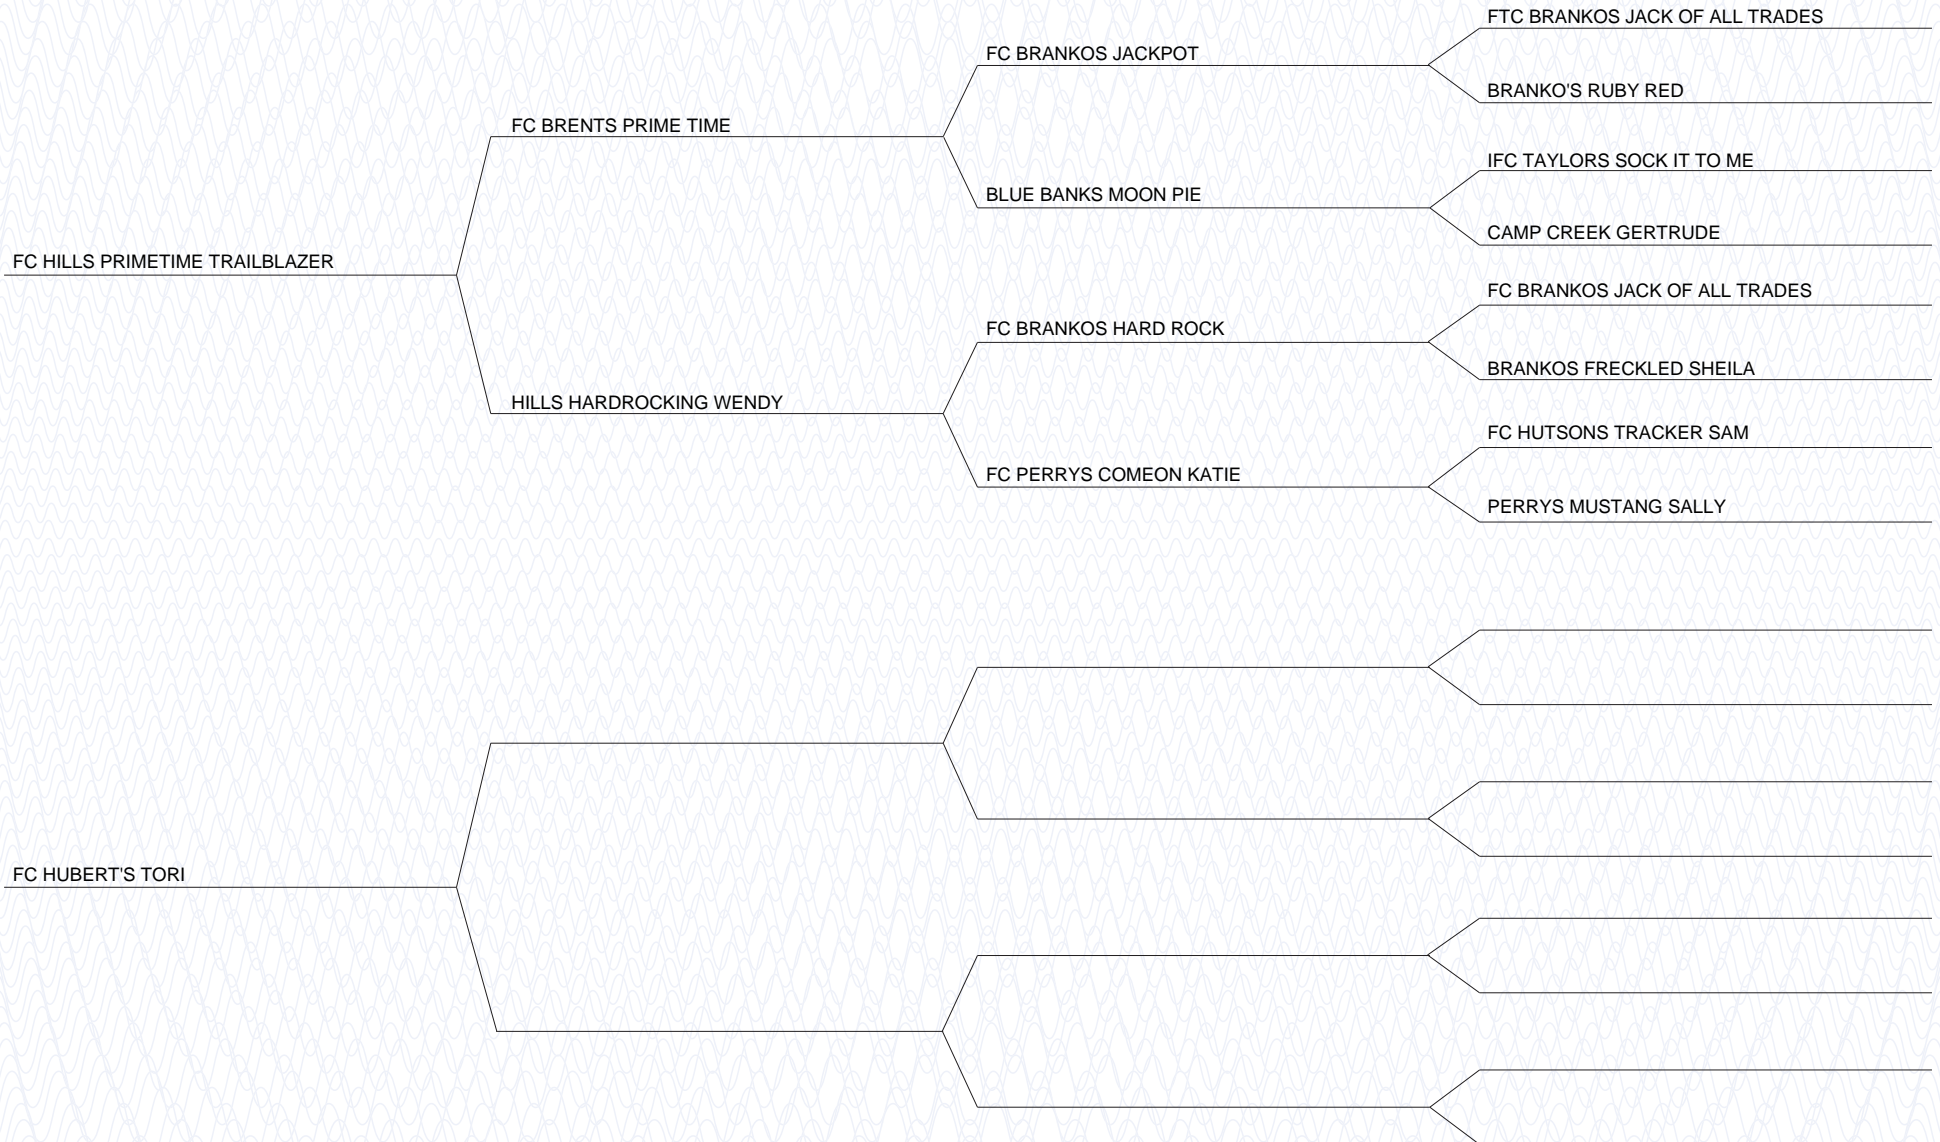 FTC BRANKOS JACK OF ALL TRADES
FC BRANKOS JACKPOT
BRANKO'S RUBY RED
FC BRENTS PRIME TIME
IFC TAYLORS SOCK IT TO ME
BLUE BANKS MOON PIE
CAMP CREEK GERTRUDE
FC HILLS PRIMETIME TRAILBLAZER
FC BRANKOS JACK OF ALL TRADES
FC BRANKOS HARD ROCK
BRANKOS FRECKLED SHEILA
HILLS HARDROCKING WENDY
FC HUTSONS TRACKER SAM
FC PERRYS COMEON KATIE
PERRYS MUSTANG SALLY
FC HUBERT'S TORI